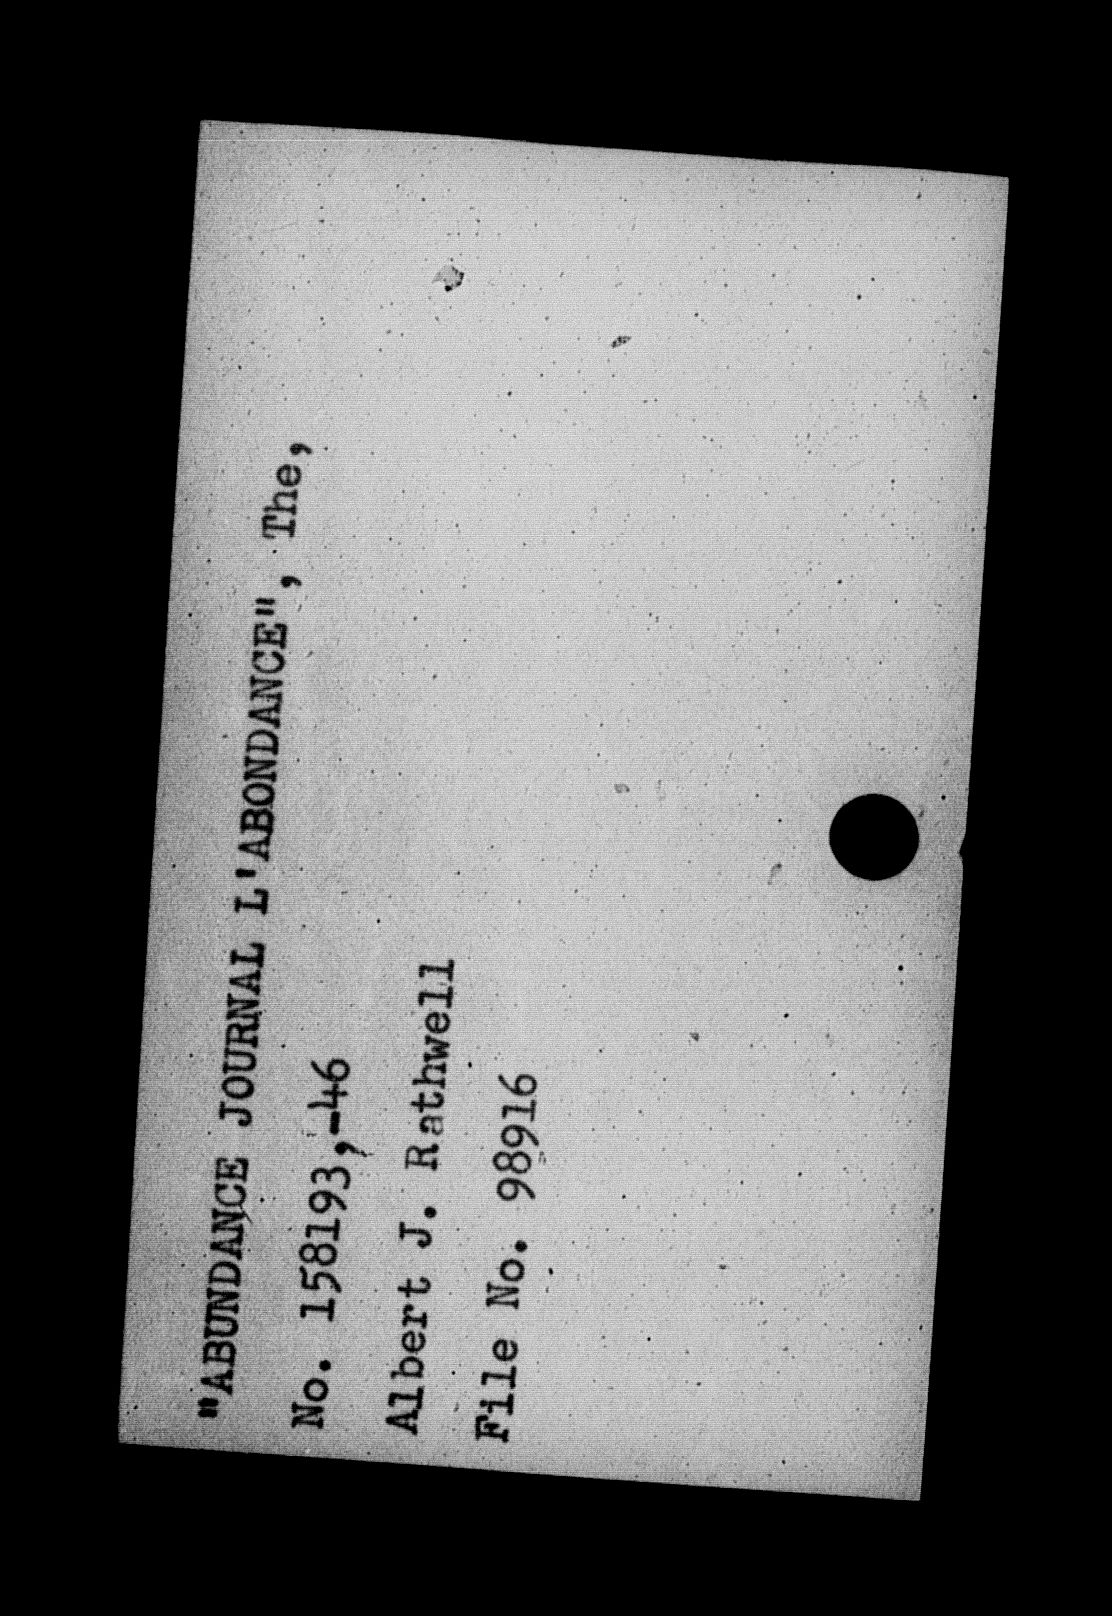 "ABUNDANCE JOURNAL L'ABONDANCE", The,
No. 158193,-46
Albert J. Rathwell
File No. 98916